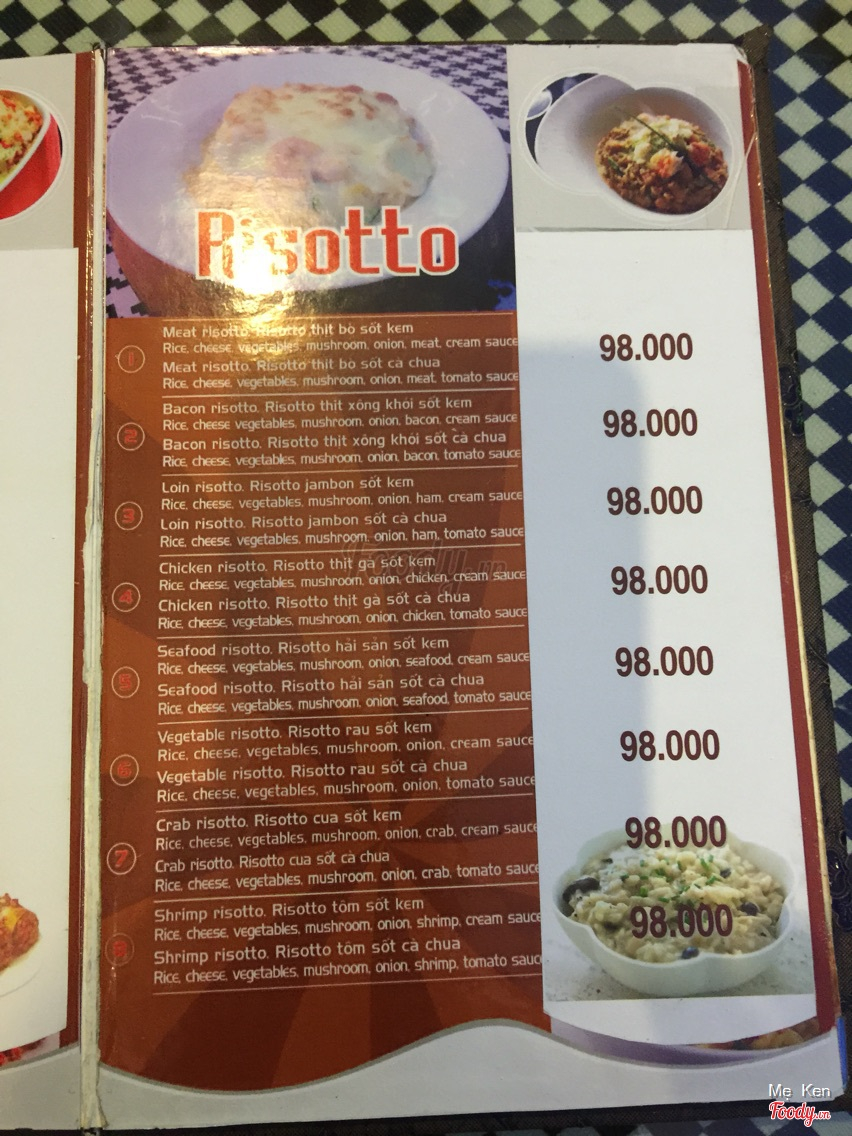 Risotto
1
Meat risotto. Risotto thịt bò sốt kem
Rice, cheese, vegetables, mushroom, onion, meat, cream sauce
Meat risotto. Risotto thịt bò sốt cà chua
Rice, cheese, vegetables, mushroom, onion, meat, tomato sauce
98.000
2
Bacon risotto. Risotto thịt xông khói sốt kem
Rice, cheese vegetables, mushroom, onion, bacon, cream sauce
Bacon risotto. Risotto thịt xông khói sốt cà chua
Rice, cheese, vegetables, mushroom, onion, bacon, tomato sauce
98.000
3
Loin risotto. Risotto jambon sốt kem
Rice, cheese, vegetables, mushroom, onion, ham, cream sauce
Loin risotto. Risotto jambon sốt cà chua
Rice, cheese, vegetables, mushroom, onion, ham, tomato sauce
98.000
4
Chicken risotto. Risotto thịt gà sốt kem
Rice, cheese, vegetables, mushroom, onion, chicken, cream sauce
Chicken risotto. Risotto thịt gà sốt cà chua
Rice, cheese, vegetables, mushroom, onion, chicken, tomato sauce
98.000
5
Seafood risotto. Risotto hải sản sốt kem
Rice, cheese, vegetables, mushroom, onion, seafood, cream sauce
Seafood risotto. Risotto hải sản sốt cà chua
Rice, cheese, vegetables, mushroom, onion, seafood, tomato sauce
98.000
6
Vegetable risotto. Risotto rau sốt kem
Rice, cheese, vegetables, mushroom, onion, cream sauce
Vegetable risotto. Risotto rau sốt cà chua
Rice, cheese, vegetables, mushroom, onion, tomato sauce
98.000
7
Crab risotto. Risotto cua sốt kem
Rice, cheese, vegetables, mushroom, onion, crab, cream sauce
Crab risotto. Risotto cua sốt cà chua
Rice, cheese, vegetables, mushroom, onion, crab, tomato sauce
98.000
8
Shrimp risotto. Risotto tôm sốt kem
Rice, cheese, vegetables, mushroom, onion, shrimp, cream sauce
Shrimp risotto. Risotto tôm sốt cà chua
Rice, cheese, vegetables, mushroom, onion, shrimp, tomato sauce
98.000
Foody.vn
Mẹ Ken
Foody.vn